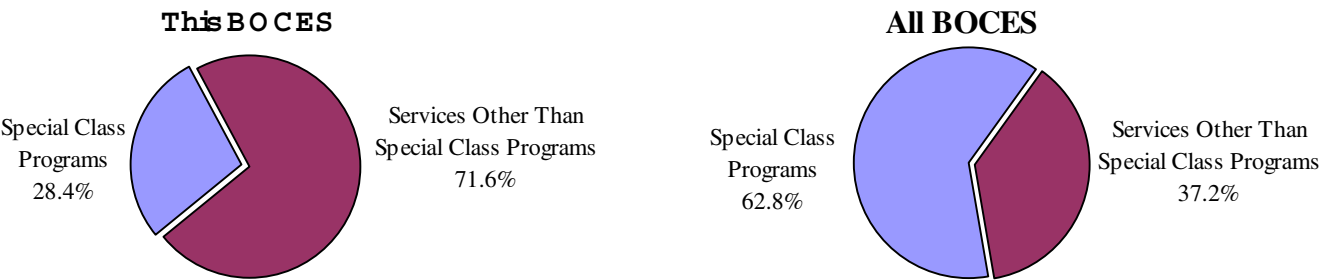 This BOCES
Special Class
Programs
28.4%
Services Other Than
Special Class Programs
71.6%
All BOCES
Special Class
Programs
62.8%
Services Other Than
Special Class Programs
37.2%